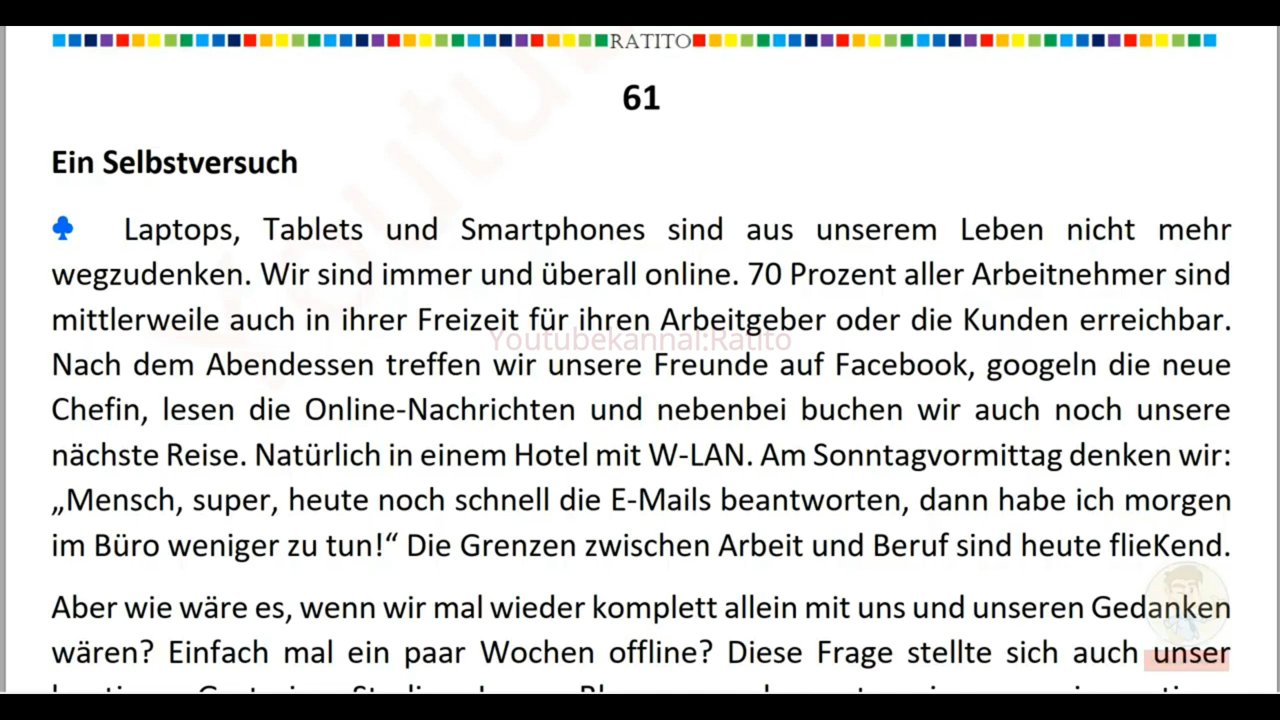 RATITO
61
Ein Selbstversuch
Laptops, Tablets und Smartphones sind aus unserem Leben nicht mehr
wegzudenken. Wir sind immer und überall online. 70 Prozent aller Arbeitnehmer sind
mittlerweile auch in ihrer Freizeit für ihren Arbeitgeber oder die Kunden erreichbar.
Youtubekannal:Ratito
Nach dem Abendessen treffen wir unsere Freunde auf Facebook, googeln die neue
Chefin, lesen die Online-Nachrichten und nebenbei buchen wir auch noch unsere
nächste Reise. Natürlich in einem Hotel mit W-LAN. Am Sonntagvormittag denken wir:
„Mensch, super, heute noch schnell die E-Mails beantworten, dann habe ich morgen
im Büro weniger zu tun!“ Die Grenzen zwischen Arbeit und Beruf sind heute flieKend.
Aber wie wäre es, wenn wir mal wieder komplett allein mit uns und unseren Gedanken
wären? Einfach mal ein paar Wochen offline? Diese Frage stellte sich auch unser